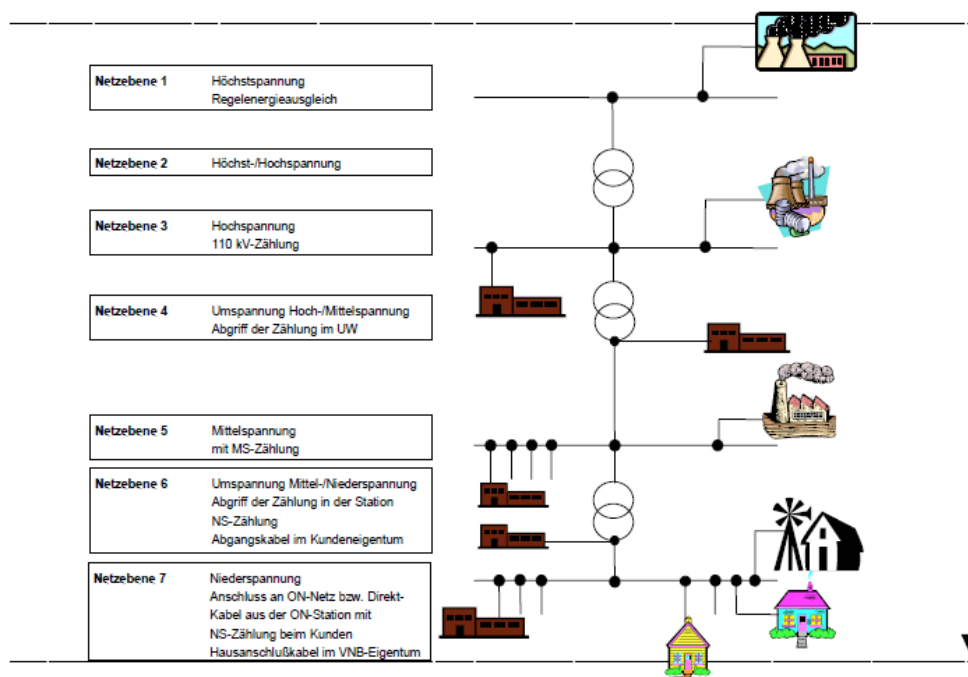 Netzebene 1 Höchstspannung
Regelenergieausgleich
Netzebene 2 Höchst-/Hochspannung
Netzebene 3 Hochspannung
110 kV-Zählung
Netzebene 4 Umspannung Hoch-/Mittelspannung
Abgriff der Zählung im UW
Netzebene 5 Mittelspannung
mit MS-Zählung
Netzebene 6 Umspannung Mittel-/Niederspannung
Abgriff der Zählung in der Station
NS-Zählung
Abgangskabel im Kundeneigentum
Netzebene 7 Niederspannung
Anschluss an ON-Netz bzw. Direkt-
Kabel aus der ON-Station mit
NS-Zählung beim Kunden
Hausanschlußkabel im VNB-Eigentum